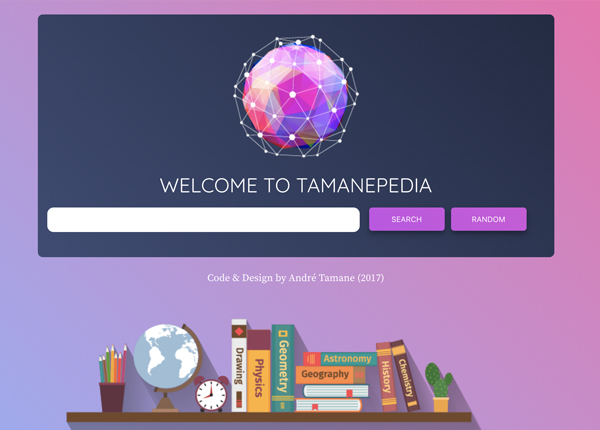 WELCOME TO TAMANEPEDIA
SEARCH
RANDOM
Code & Design by André Tamane (2017)
Drawing
Physics
Geometry
Astronomy
Geography
History
Chemistry